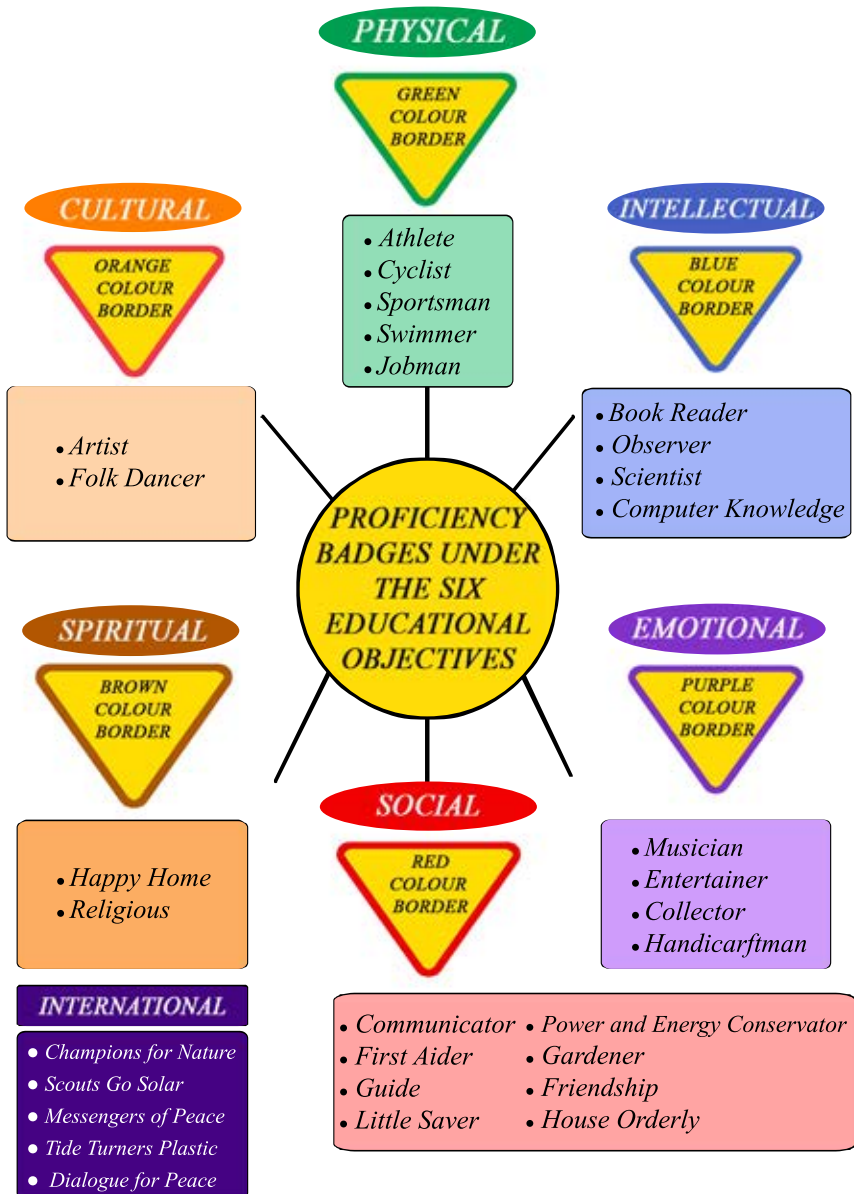 PHYSICAL
GREEN
COLOUR
BORDER
• Athlete
• Cyclist
• Sportsman
• Swimmer
• Jobman
CULTURAL
ORANGE
COLOUR
BORDER
• Artist
• Folk Dancer
INTELLECTUAL
BLUE
COLOUR
BORDER
• Book Reader
• Observer
• Scientist
• Computer Knowledge
PROFICIENCY
BADGES UNDER
THE SIX
EDUCATIONAL
OBJECTIVES
SPIRITUAL
BROWN
COLOUR
BORDER
• Happy Home
• Religious
EMOTIONAL
PURPLE
COLOUR
BORDER
• Musician
• Entertainer
• Collector
• Handicarftman
SOCIAL
RED
COLOUR
BORDER
• Communicator
• First Aider
• Guide
• Little Saver
• Power and Energy Conservator
• Gardener
• Friendship
• House Orderly
INTERNATIONAL
• Champions for Nature
• Scouts Go Solar
• Messengers of Peace
• Tide Turners Plastic
• Dialogue for Peace